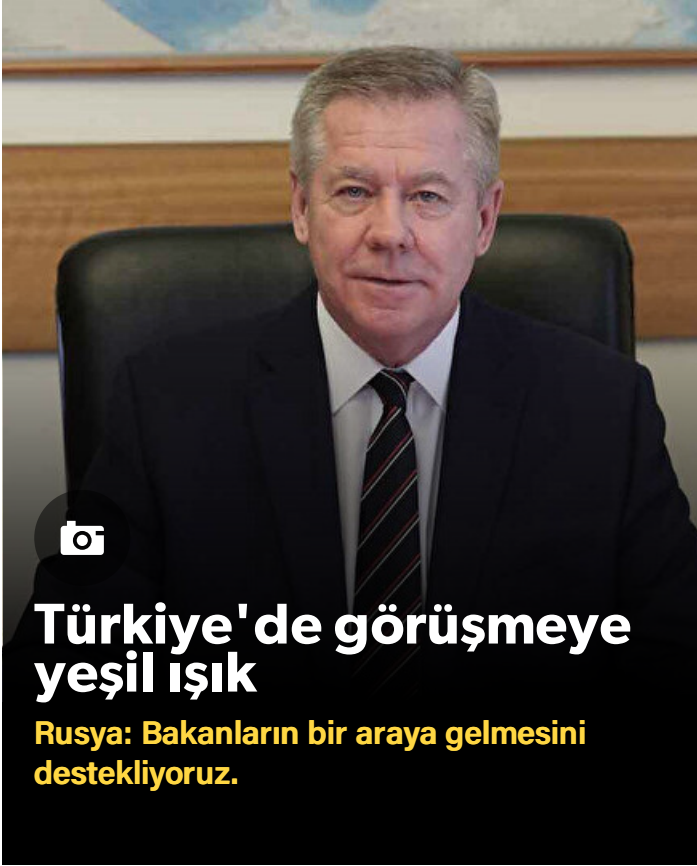 Türkiye'de görüşmeye
yeşil ışık
Rusya: Bakanların bir araya gelmesini
destekliyoruz.